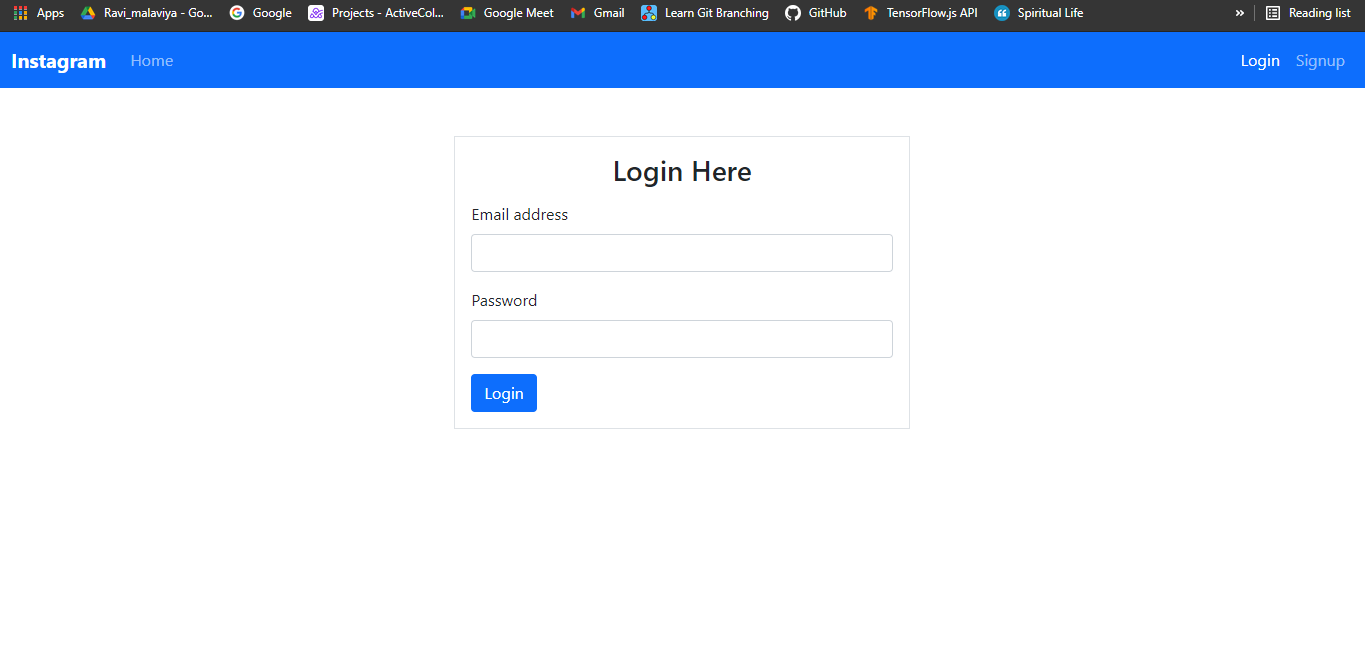 Apps Ravi_malaviya - Go... Google Projects - ActiveCol... Google Meet Gmail Learn Git Branching GitHub TensorFlow.js API Spiritual Life » Reading list
Instagram Home Login Signup
Login Here
Email address
Password
Login